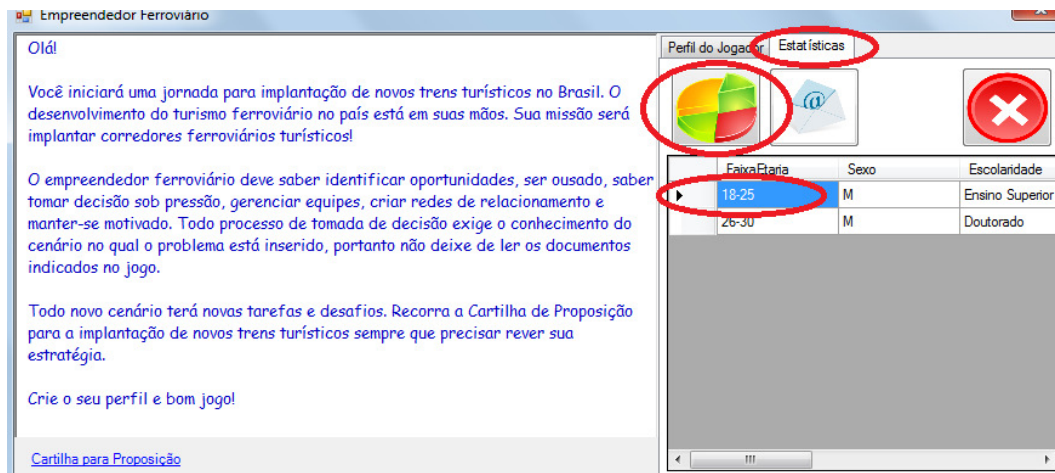 Empreendedor Ferroviário
Olá!
Você iniciará uma jornada para implantação de novos trens turísticos no Brasil. O
desenvolvimento do turismo ferroviário no país está em suas mãos. Sua missão será
implantar corredores ferroviários turísticos!
O empreendedor ferroviário deve saber identificar oportunidades, ser ousado, saber
tomar decisão sob pressão, gerenciar equipes, criar redes de relacionamento e
manter-se motivado. Todo processo de tomada de decisão exige o conhecimento do
cenário no qual o problema está inserido, portanto não deixe de ler os documentos
indicados no jogo.
Todo novo cenário terá novas tarefas e desafios. Recorra a Cartilha de Proposição
para a implantação de novos trens turísticos sempre que precisar rever sua
estratégia.
Crie o seu perfil e bom jogo!
Cartilha para Proposição
Perfil do Jogador Estatísticas
@
FaixaEtaria Sexo Escolaridade
18-25 M Ensino Superior
26-30 M Doutorado